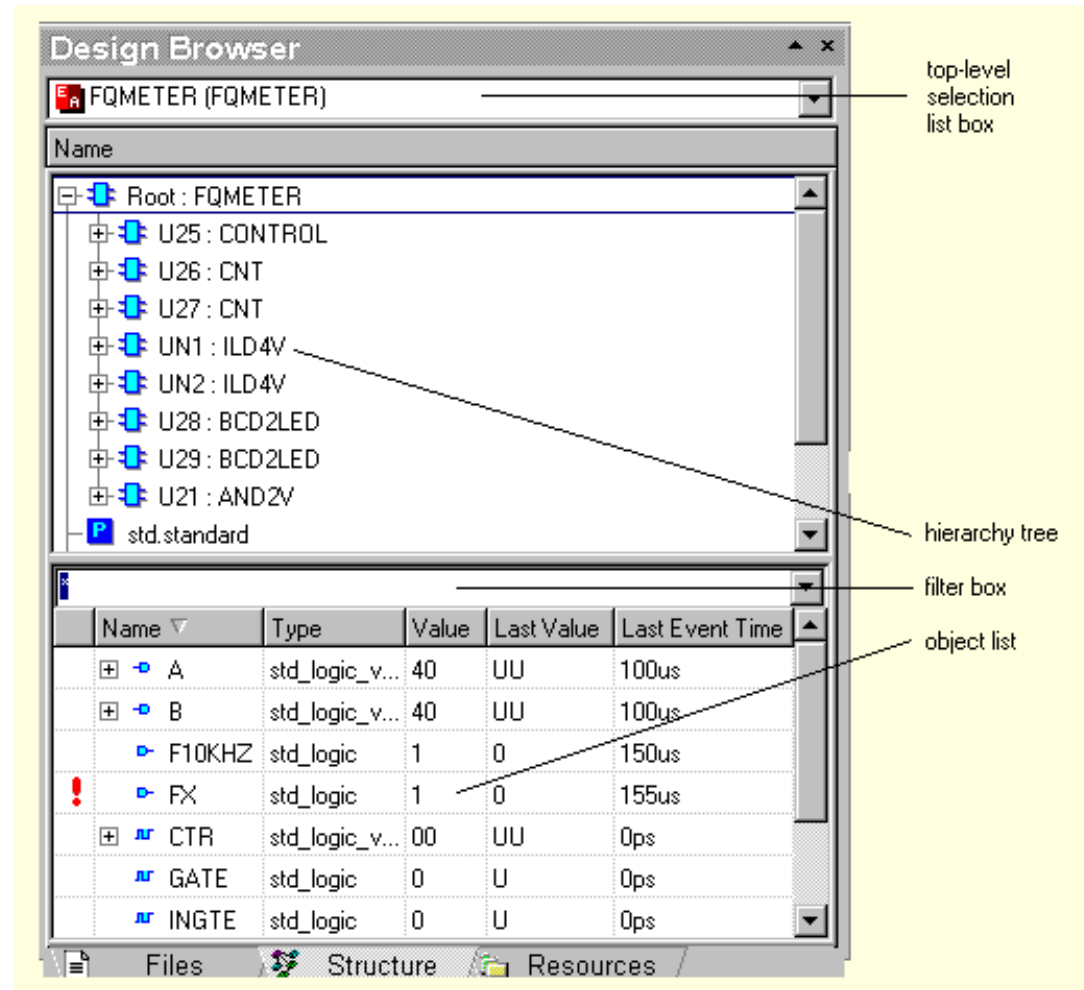 Design Browser
FQMETER (FQMETER)
top-level
selection
list box
Name
Root : FQMETER
U25 : CONTROL
U26 : CNT
U27 : CNT
UN1 : ILD4V
UN2 : ILD4V
U28 : BCD2LED
U29 : BCD2LED
U21 : AND2V
P std.standard
hierarchy tree
*
filter box
Name Type Value Last Value Last Event Time
object list
A std_logic_v... 40 UU 100us
B std_logic_v... 40 UU 100us
F10KHZ std_logic 1 0 150us
! FX std_logic 1 0 155us
CTR std_logic_v... 00 UU 0ps
GATE std_logic 0 U 0ps
INGTE std_logic 0 U 0ps
Files Structure Resources